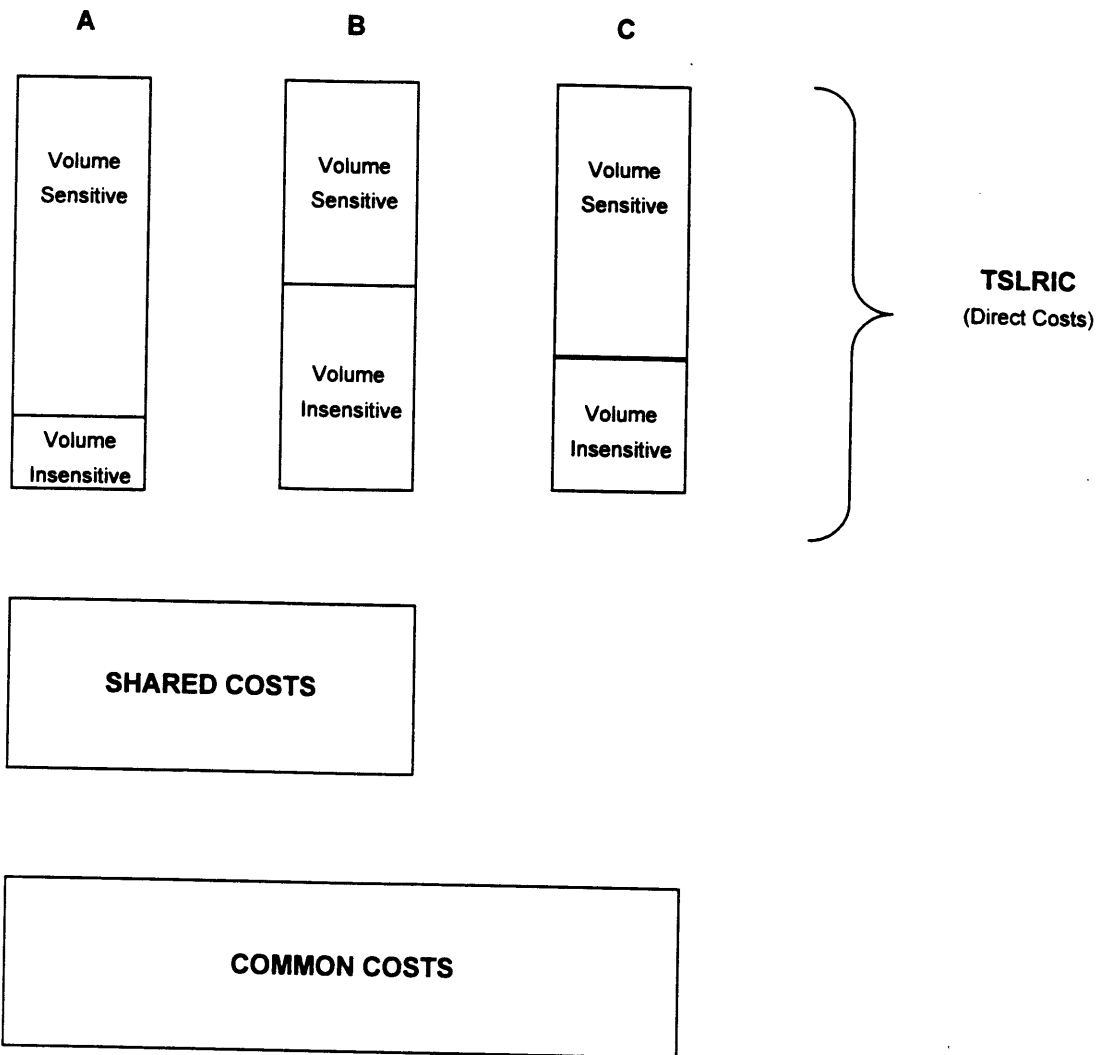 A
B
C
Volume
Sensitive
Volume
Insensitive
Volume
Sensitive
Volume
Insensitive
Volume
Sensitive
Volume
Insensitive
TSLRIC
(Direct Costs)
SHARED COSTS
COMMON COSTS